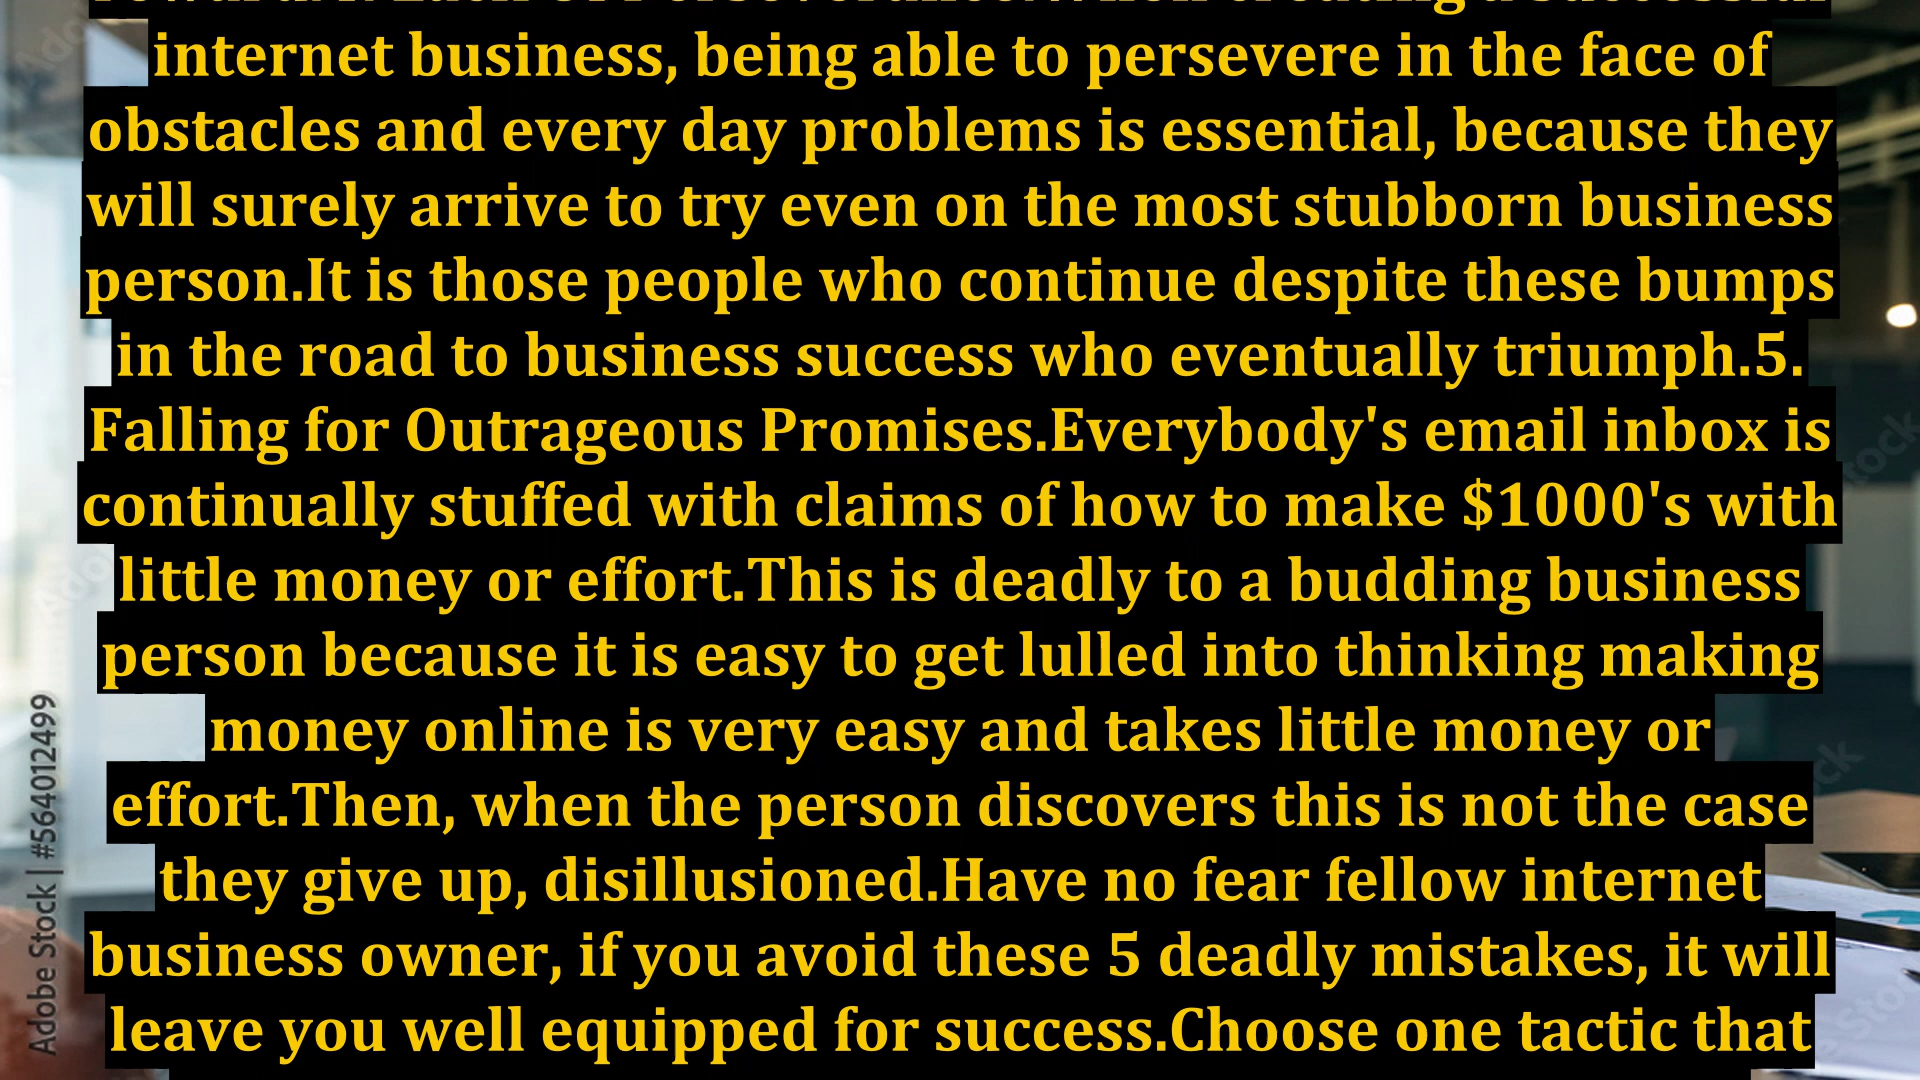 internet business, being able to persevere in the face of
obstacles and every day problems is essential, because they
will surely arrive to try even on the most stubborn business
person.It is those people who continue despite these bumps
in the road to business success who eventually triumph.5.
Falling for Outrageous Promises.Everybody's email inbox is
continually stuffed with claims of how to make $1000's with
little money or effort.This is deadly to a budding business
person because it is easy to get lulled into thinking making
money online is very easy and takes little money or
effort.Then, when the person discovers this is not the case
they give up, disillusioned.Have no fear fellow internet
business owner, if you avoid these 5 deadly mistakes, it will
leave you well equipped for success.Choose one tactic that
Adobe Stock | #564012499